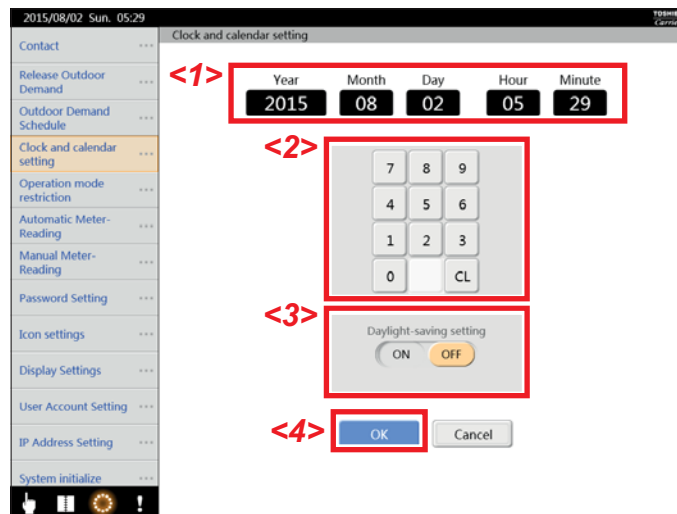 2015/08/02 Sun. 05:29
TOSHIB
Carrie
Contact
Release Outdoor
Demand
Outdoor Demand
Schedule
Clock and calendar
setting
Operation mode
restriction
Automatic Meter-
Reading
Manual Meter-
Reading
Password Setting
Icon settings
Display Settings
User Account Setting
IP Address Setting
System initialize
!
Clock and calendar setting
<1>
Year Month Day Hour Minute
2015 08 02 05 29
<2>
7 8 9
4 5 6
1 2 3
0 CL
<3>
Daylight-saving setting
ON OFF
<4>
OK Cancel